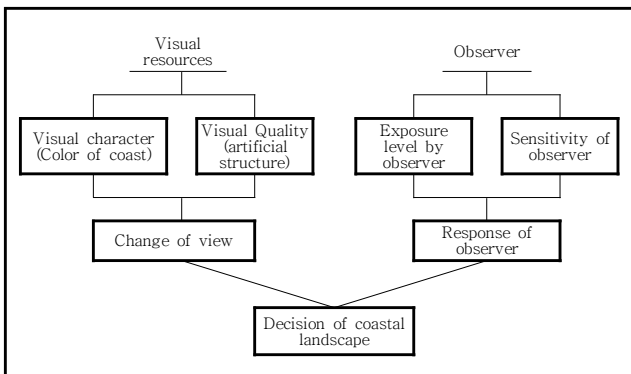 Visual
resources
Observer
Visual character
(Color of coast)
Visual Quality
(artificial
structure)
Exposure
level by
observer
Sensitivity of
observer
Change of view
Response of
observer
Decision of coastal
landscape